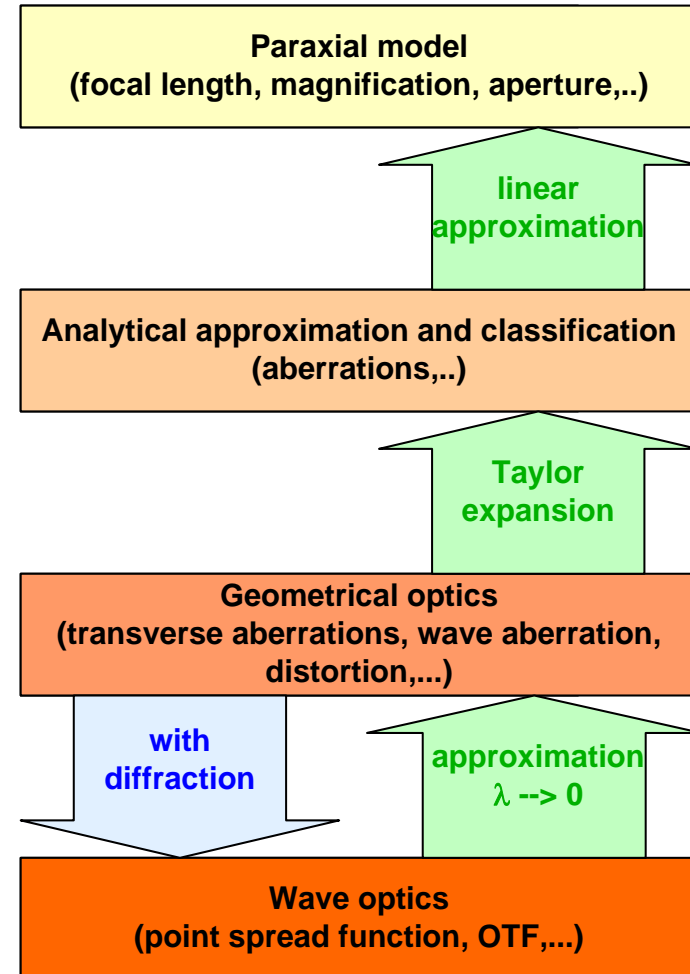 Paraxial model
(focal length, magnification, aperture,..)
linear
approximation
Analytical approximation and classification
(aberrations,..)
Taylor
expansion
Geometrical optics
(transverse aberrations, wave aberration,
distortion,...)
with
diffraction
approximation
λ --> 0
Wave optics
(point spread function, OTF,...)